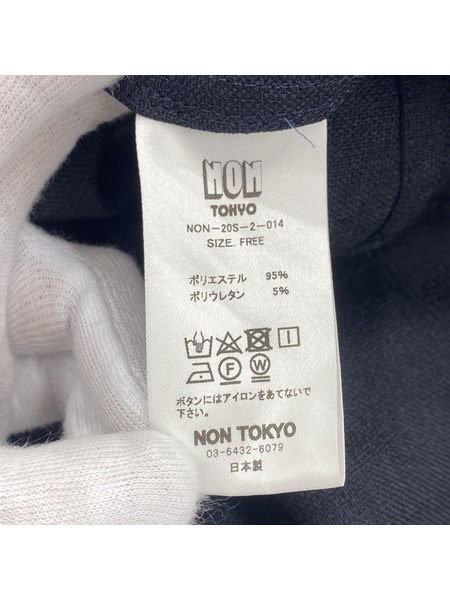 NON
TOKYO
NON-20S-2-014
SIZE. FREE
ポリエステル 95%
ポリウレタン 5%
F W
ボタンにはアイロンをあてないで
下さい。
NON TOKYO
03-6432-6079
日本製